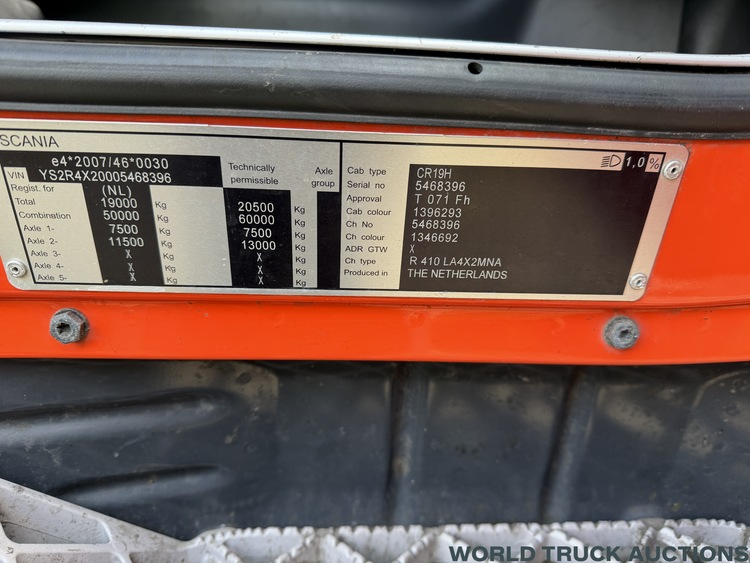 SCANIA
e4*2007/46*0030
VIN YS2R4X20005468396
Technically permissible
Axle group
Regist. for (NL)
Total 19000 Kg 20500 Kg
Combination 50000 Kg 60000 Kg
Axle 1- 7500 Kg 7500 Kg
Axle 2- 11500 Kg 13000 Kg
Axle 3- X Kg X Kg
Axle 4- X Kg X Kg
Axle 5- X Kg X Kg
1,0 %
Cab type CR19H
Serial no 5468396
Approval T 071 Fh
Cab colour 1396293
Ch No 5468396
Ch colour 1346692
ADR GTW X
Ch type R 410 LA4X2MNA
Produced in THE NETHERLANDS
WORLD TRUCK AUCTIONS